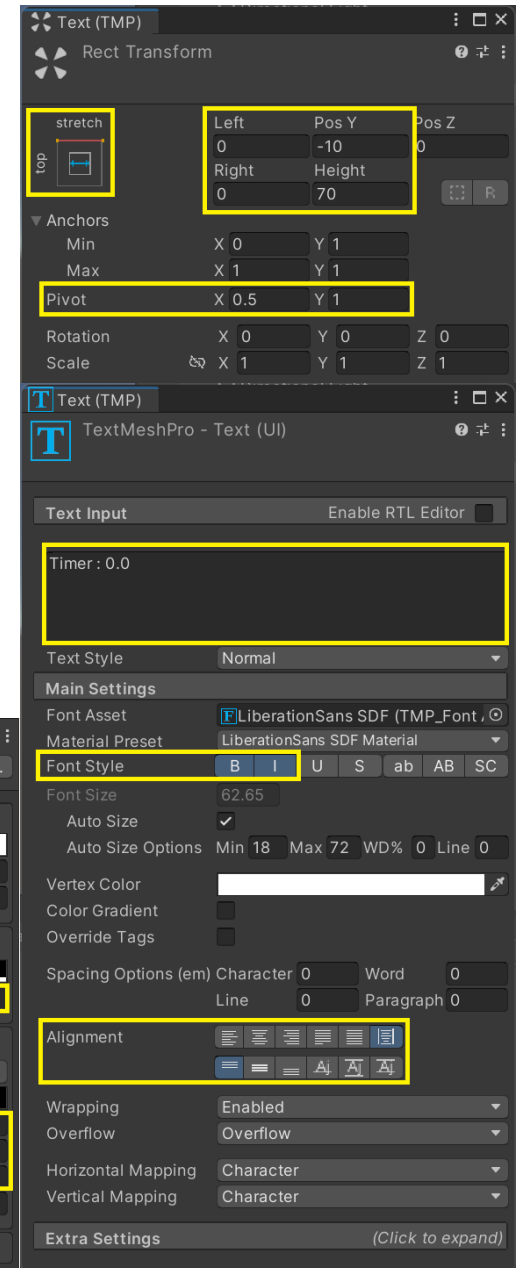 Text (TMP)
Rect Transform
stretch
top
Left Pos Y Pos Z
0 -10 0
Right Height
0 70 R
Anchors
Min X 0 Y 1
Max X 1 Y 1
Pivot X 0.5 Y 1
Rotation X 0 Y 0 Z 0
Scale X 1 Y 1 Z 1
T Text (TMP)
T TextMeshPro - Text (UI)
Text Input Enable RTL Editor
Timer : 0.0
Text Style Normal
Main Settings
Font Asset F LiberationSans SDF (TMP_Font
Material Preset LiberationSans SDF Material
Font Style B I U S ab AB SC
Font Size 62.65
Auto Size
Auto Size Options Min 18 Max 72 WD% 0 Line 0
Vertex Color
Color Gradient
Override Tags
Spacing Options (em) Character 0 Word 0
Line 0 Paragraph 0
Alignment
Wrapping Enabled
Overflow Overflow
Horizontal Mapping Character
Vertical Mapping Character
Extra Settings (Click to expand)